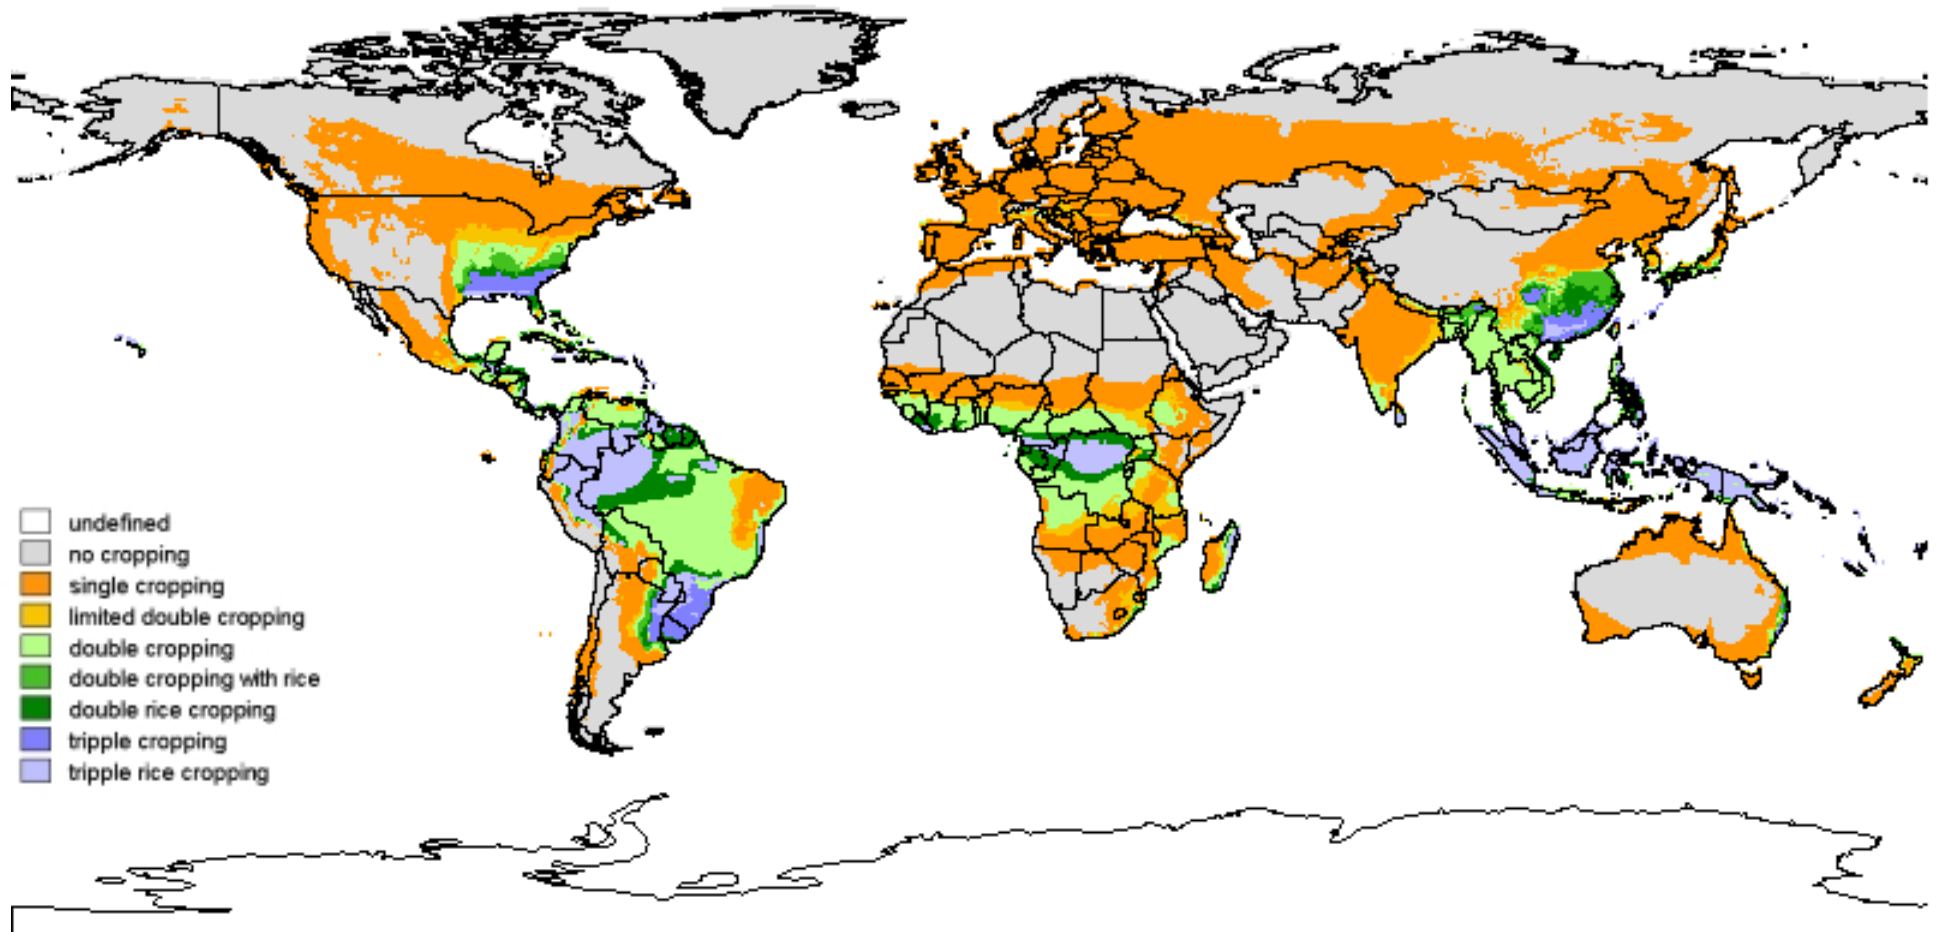 undefined
no cropping
single cropping
limited double cropping
double cropping
double cropping with rice
double rice cropping
tripple cropping
tripple rice cropping